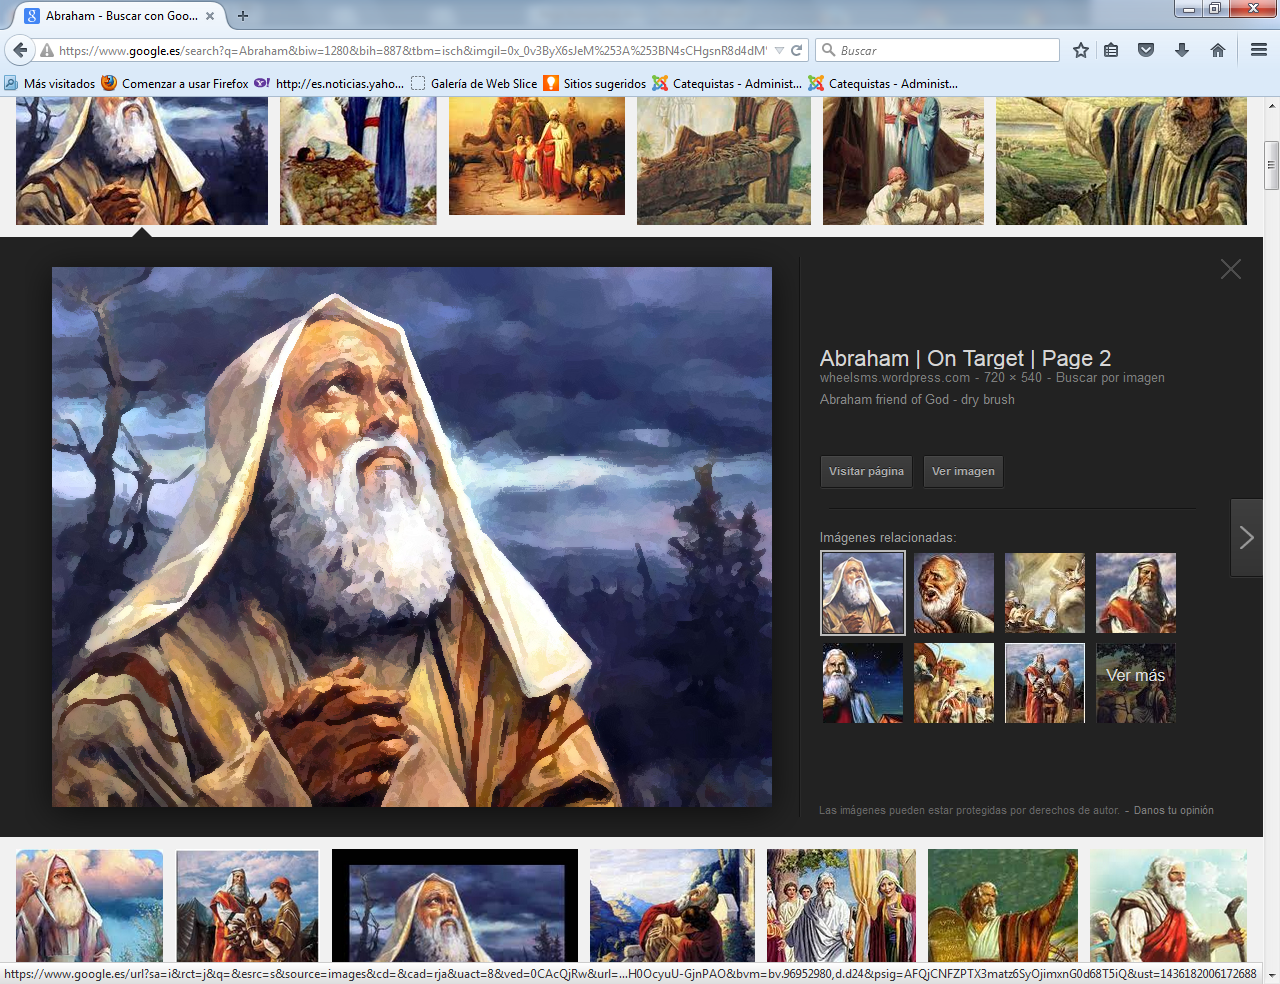 Abraham - Buscar con Goo...
https://www.google.es/search?q=Abraham&biw=1280&bih=887&tbm=isch&imgil=0x_0v3ByX6sJeM%253A%253BN4sCHgsnR8d4dM
Buscar
Más visitados Comenzar a usar Firefox http://es.noticias.yaho... Galería de Web Slice Sitios sugeridos Catequistas - Administ... Catequistas - Administ...
Abraham | On Target | Page 2
wheelsms.wordpress.com - 720 × 540 - Buscar por imagen
Abraham friend of God - dry brush
Visitar página Ver imagen
Imágenes relacionadas:
Ver más
Las imágenes pueden estar protegidas por derechos de autor. - Danos tu opinión
https://www.google.es/url?sa=i&rct=j&q=&esrc=s&source=images&cd=&cad=rja&uact=8&ved=0CAcQjRw&url=...H0OcyuU-GjnPAO&bvm=bv.96952980,d.d24&psig=AFQjCNFZPTX3matz6SyOjimxnG0d68T5iQ&ust=1436182006172688